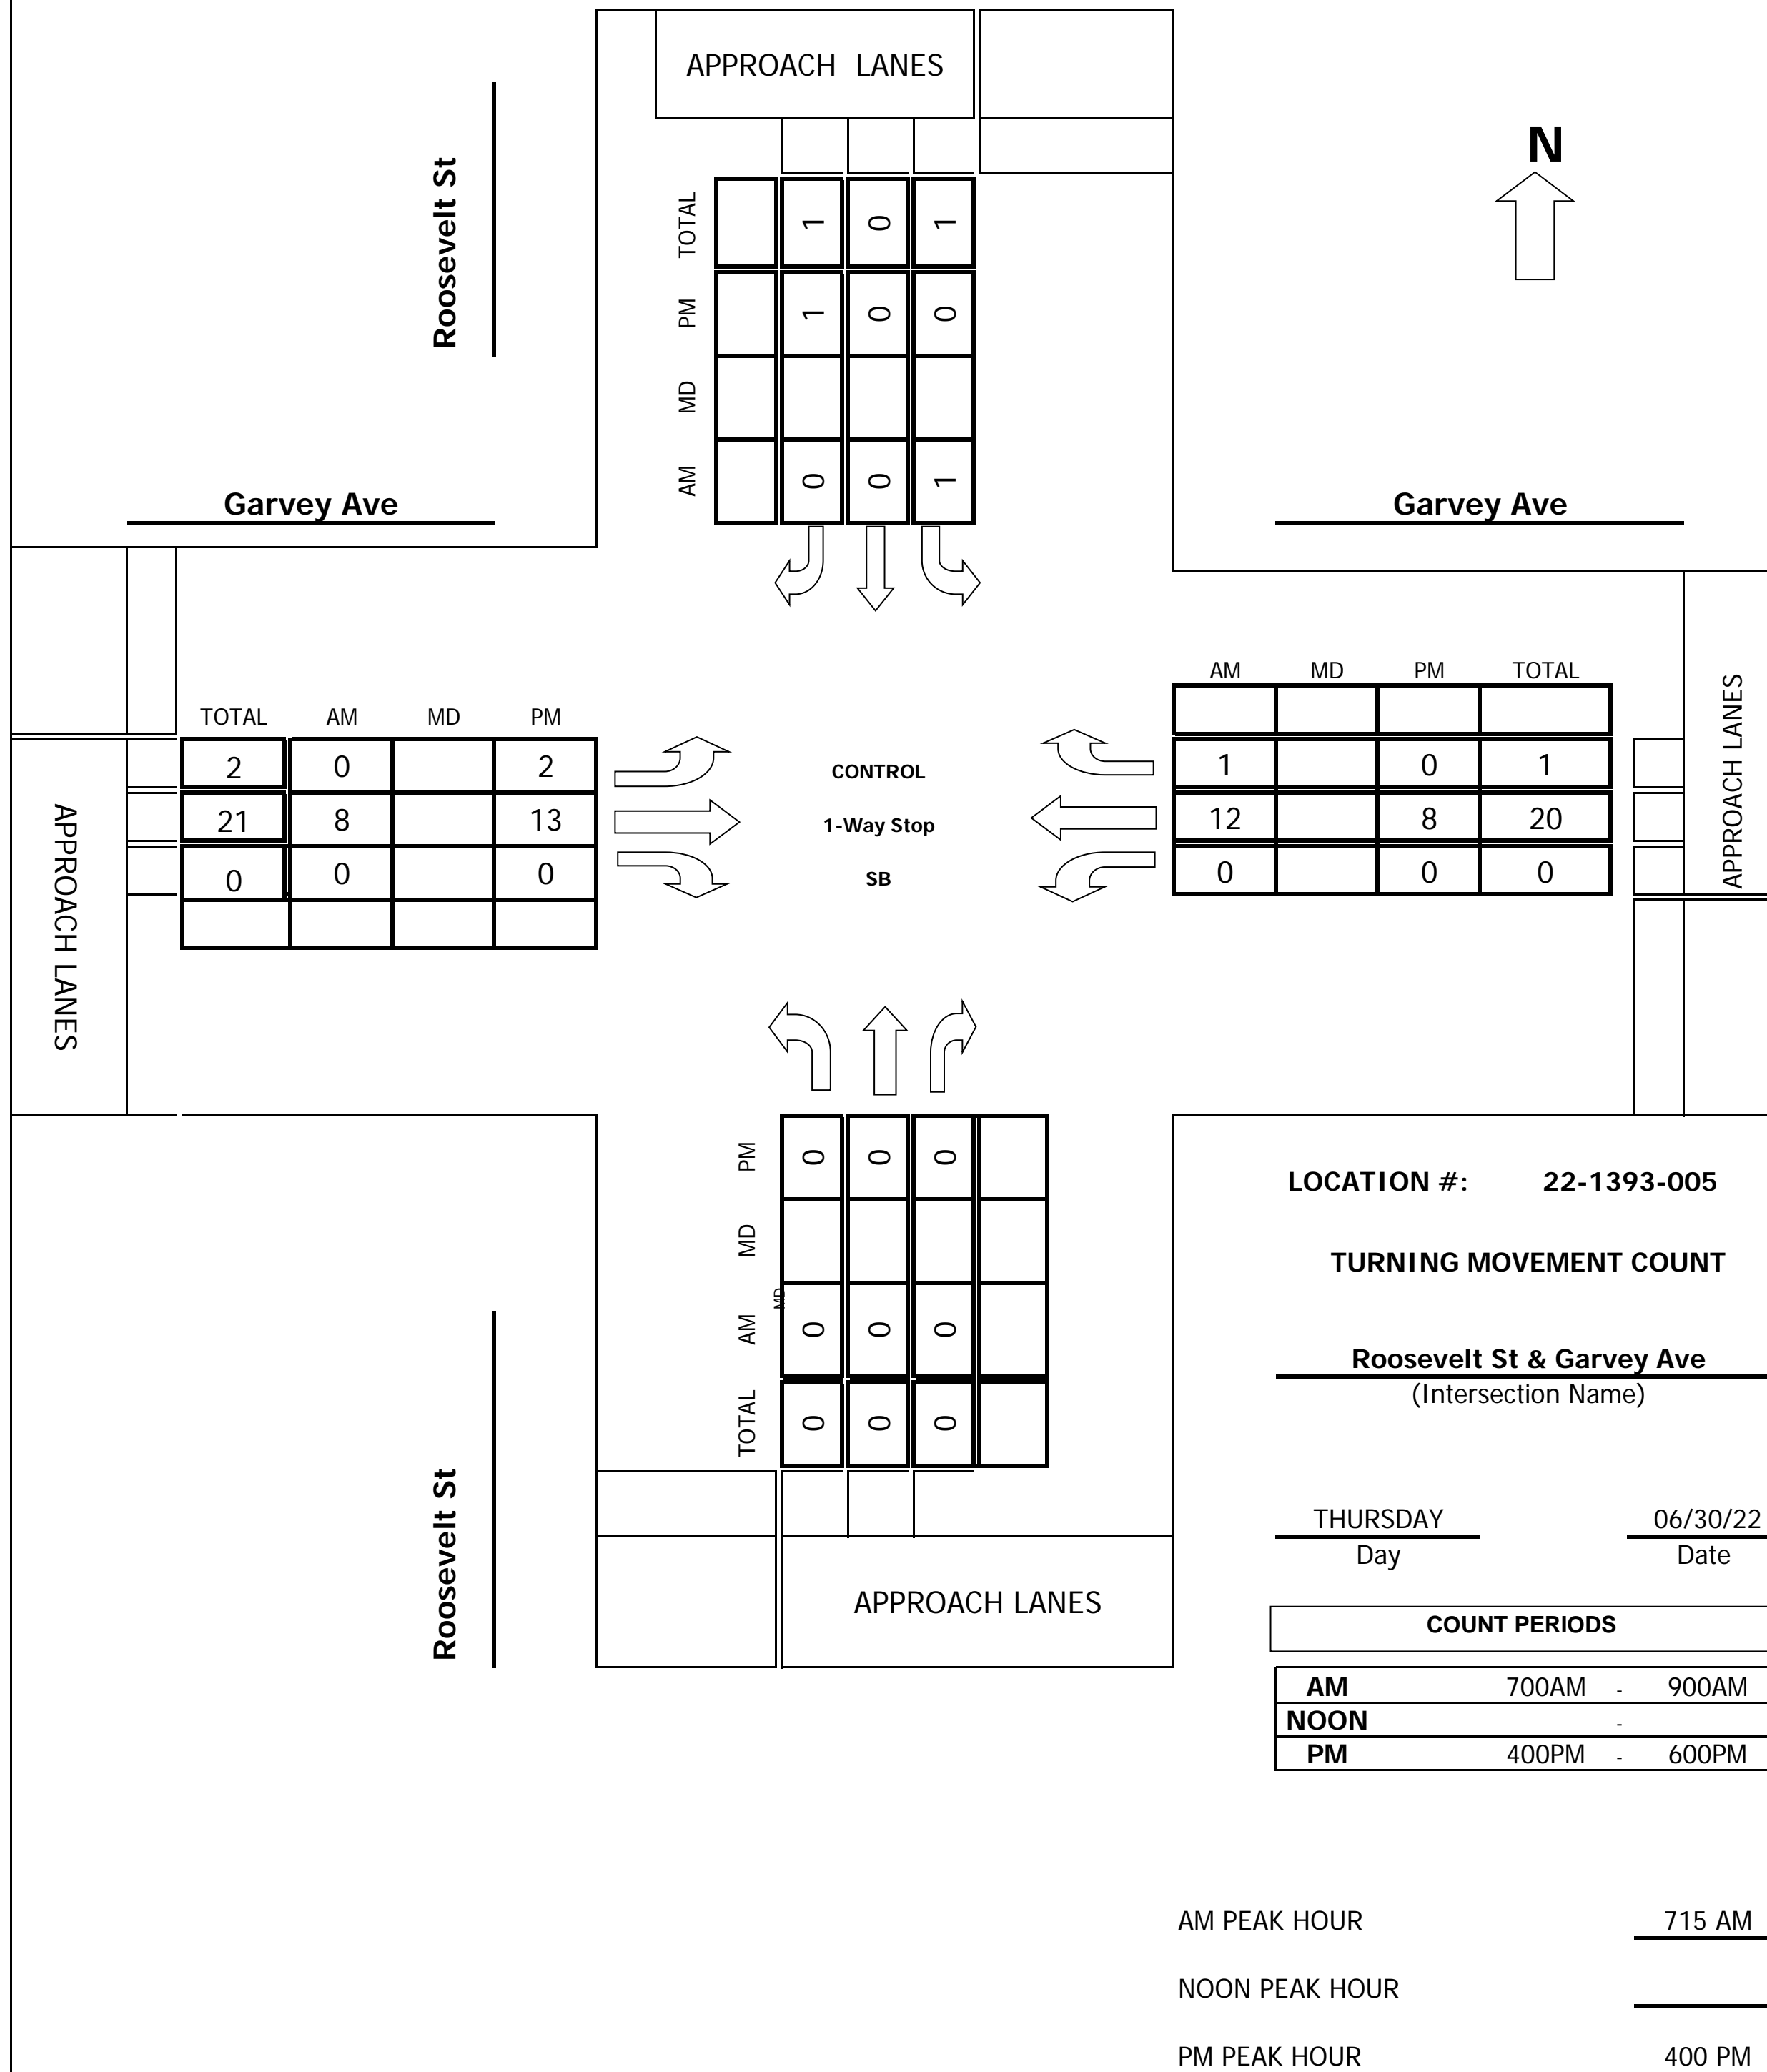 APPROACH LANES
N
Roosevelt St
TOTAL 1 0 1
PM 1 0 0
MD
AM 0 0 1
Garvey Ave
Garvey Ave
AM MD PM TOTAL
1 0 1
12 8 20
0 0 0
APPROACH LANES
TOTAL AM MD PM
2 0 2
21 8 13
0 0 0
APPROACH LANES
CONTROL
1-Way Stop
SB
PM 0 0 0
MD
MD
AM 0 0 0
TOTAL 0 0 0
APPROACH LANES
Roosevelt St
LOCATION #: 22-1393-005
TURNING MOVEMENT COUNT
Roosevelt St & Garvey Ave
(Intersection Name)
THURSDAY 06/30/22
Day Date
COUNT PERIODS
AM 700AM - 900AM
NOON -
PM 400PM - 600PM
AM PEAK HOUR 715 AM
NOON PEAK HOUR
PM PEAK HOUR 400 PM